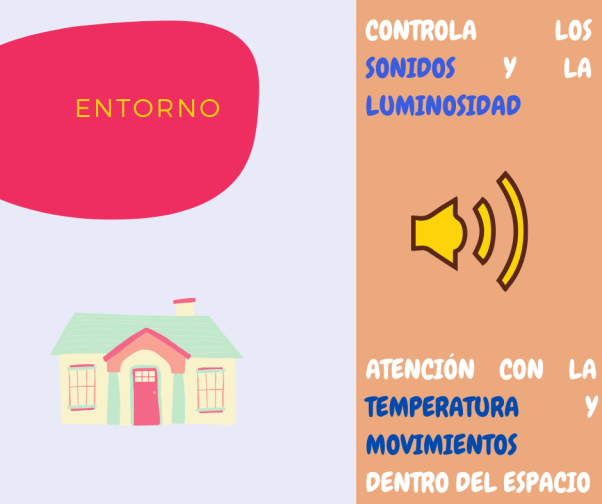 ENTORNO
CONTROLA LOS
SONIDOS Y LA
LUMINOSIDAD
ATENCIÓN CON LA
TEMPERATURA Y
MOVIMIENTOS
DENTRO DEL ESPACIO